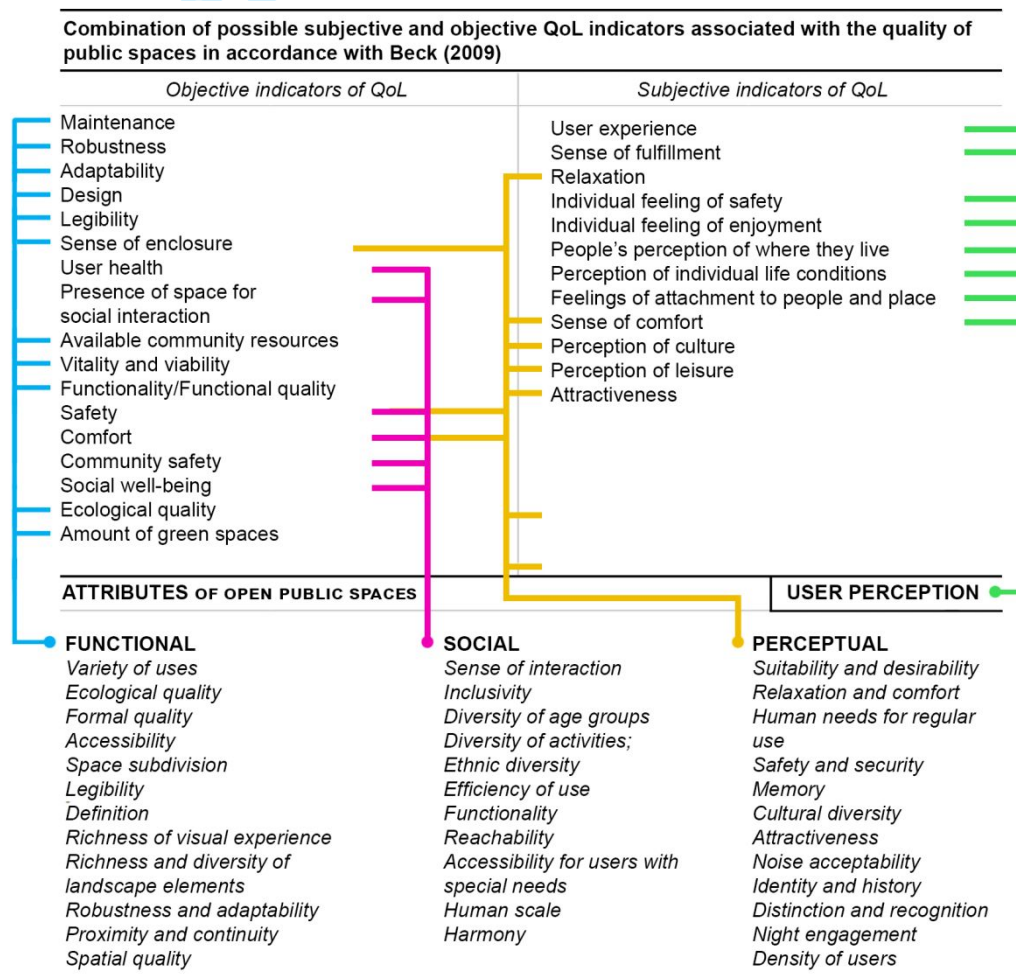 Combination of possible subjective and objective QoL indicators associated with the quality of
public spaces in accordance with Beck (2009)
Objective indicators of QoL
Subjective indicators of QoL
Maintenance
Robustness
Adaptability
Design
Legibility
Sense of enclosure
User health
Presence of space for
social interaction
Available community resources
Vitality and viability
Functionality/Functional quality
Safety
Comfort
Community safety
Social well-being
Ecological quality
Amount of green spaces
User experience
Sense of fulfillment
Relaxation
Individual feeling of safety
Individual feeling of enjoyment
People's perception of where they live
Perception of individual life conditions
Feelings of attachment to people and place
Sense of comfort
Perception of culture
Perception of leisure
Attractiveness
ATTRIBUTES OF OPEN PUBLIC SPACES
USER PERCEPTION
FUNCTIONAL
Variety of uses
Ecological quality
Formal quality
Accessibility
Space subdivision
Legibility
Definition
Richness of visual experience
Richness and diversity of
landscape elements
Robustness and adaptability
Proximity and continuity
Spatial quality
SOCIAL
Sense of interaction
Inclusivity
Diversity of age groups
Diversity of activities;
Ethnic diversity
Efficiency of use
Functionality
Reachability
Accessibility for users with
special needs
Human scale
Harmony
PERCEPTUAL
Suitability and desirability
Relaxation and comfort
Human needs for regular
use
Safety and security
Memory
Cultural diversity
Attractiveness
Noise acceptability
Identity and history
Distinction and recognition
Night engagement
Density of users